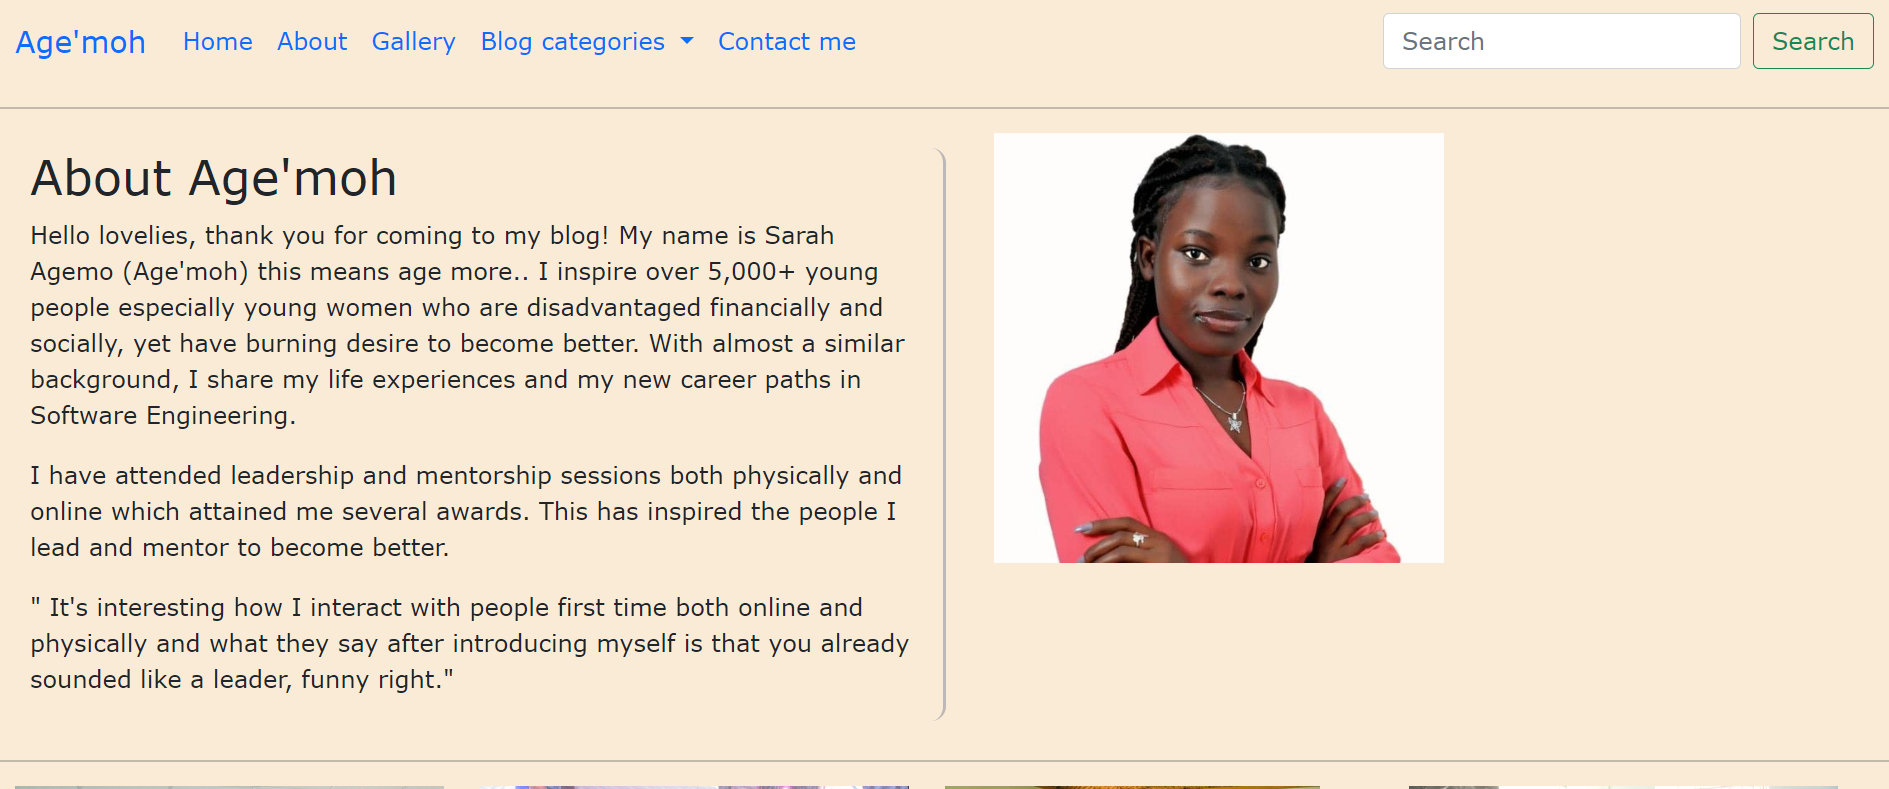 Age'moh Home About Gallery Blog categories Contact me Search Search
About Age'moh
Hello lovelies, thank you for coming to my blog! My name is Sarah
Agemo (Age'moh) this means age more.. I inspire over 5,000+ young
people especially young women who are disadvantaged financially and
socially, yet have burning desire to become better. With almost a similar
background, I share my life experiences and my new career paths in
Software Engineering.
I have attended leadership and mentorship sessions both physically and
online which attained me several awards. This has inspired the people I
lead and mentor to become better.
" It's interesting how I interact with people first time both online and
physically and what they say after introducing myself is that you already
sounded like a leader, funny right."